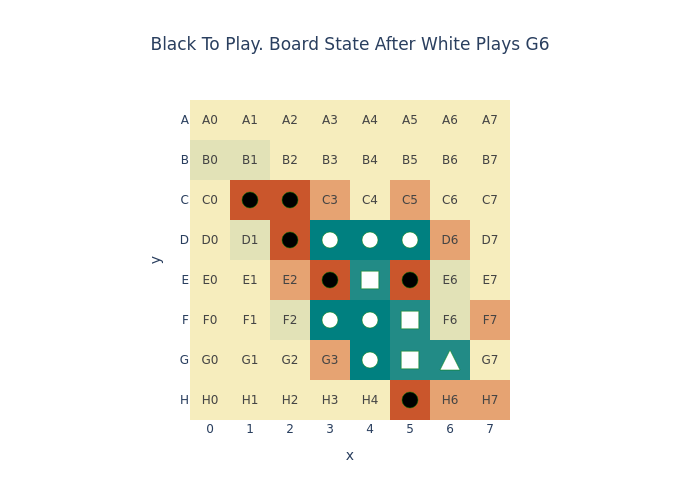 Black To Play. Board State After White Plays G6
A A0 A1 A2 A3 A4 A5 A6 A7
B B0 B1 B2 B3 B4 B5 B6 B7
C C0 C3 C4 C5 C6 C7
D D0 D1 D6 D7
y
E E0 E1 E2 E6 E7
F F0 F1 F2 F6 F7
G G0 G1 G2 G3 G7
H H0 H1 H2 H3 H4 H6 H7
0 1 2 3 4 5 6 7
x